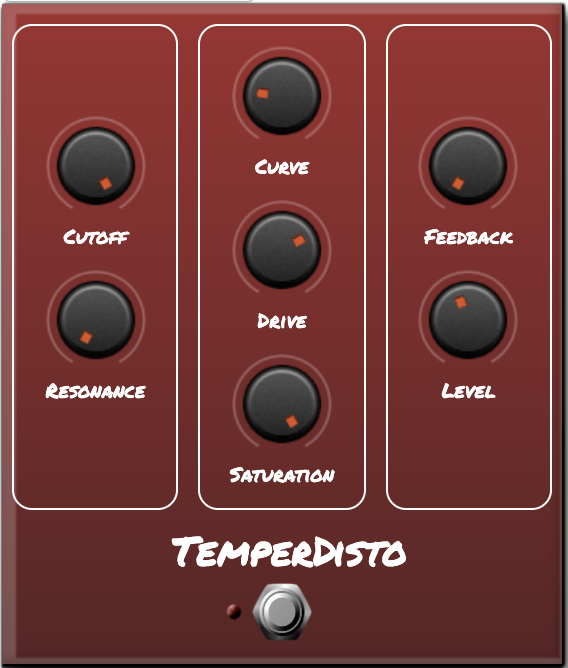 Cutoff
Resonance
Curve
Drive
Saturation
Feedback
Level
TemperDisto